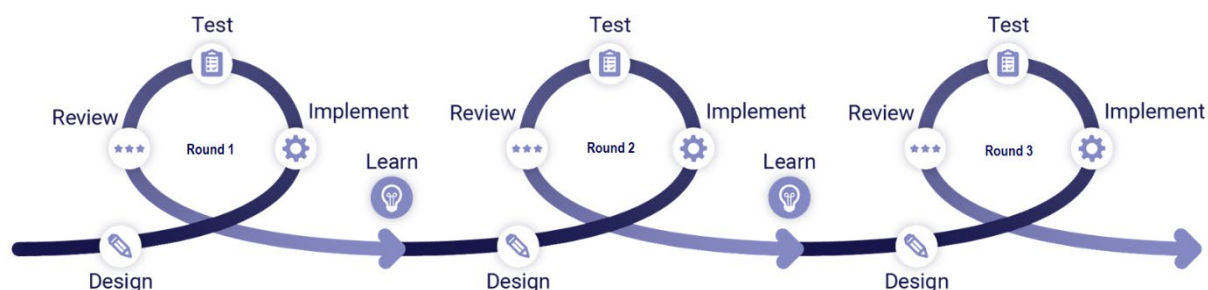 Test
Test
Test
Review
Implement
Review
Implement
Review
Implement
Round 1
Round 2
Round 3
Learn
Learn
Design
Design
Design